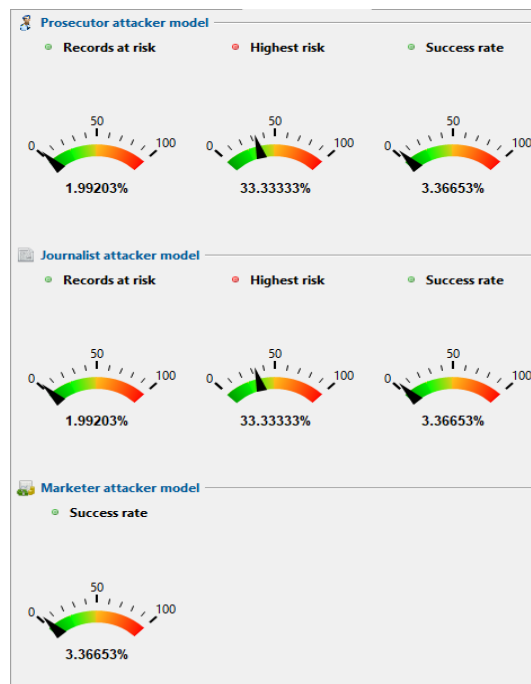 Prosecutor attacker model
Records at risk Highest risk Success rate
0 50 100 0 50 100 0 50 100
1.99203% 33.33333% 3.36653%
Journalist attacker model
Records at risk Highest risk Success rate
0 50 100 0 50 100 0 50 100
1.99203% 33.33333% 3.36653%
Marketer attacker model
Success rate
0 50 100
3.36653%